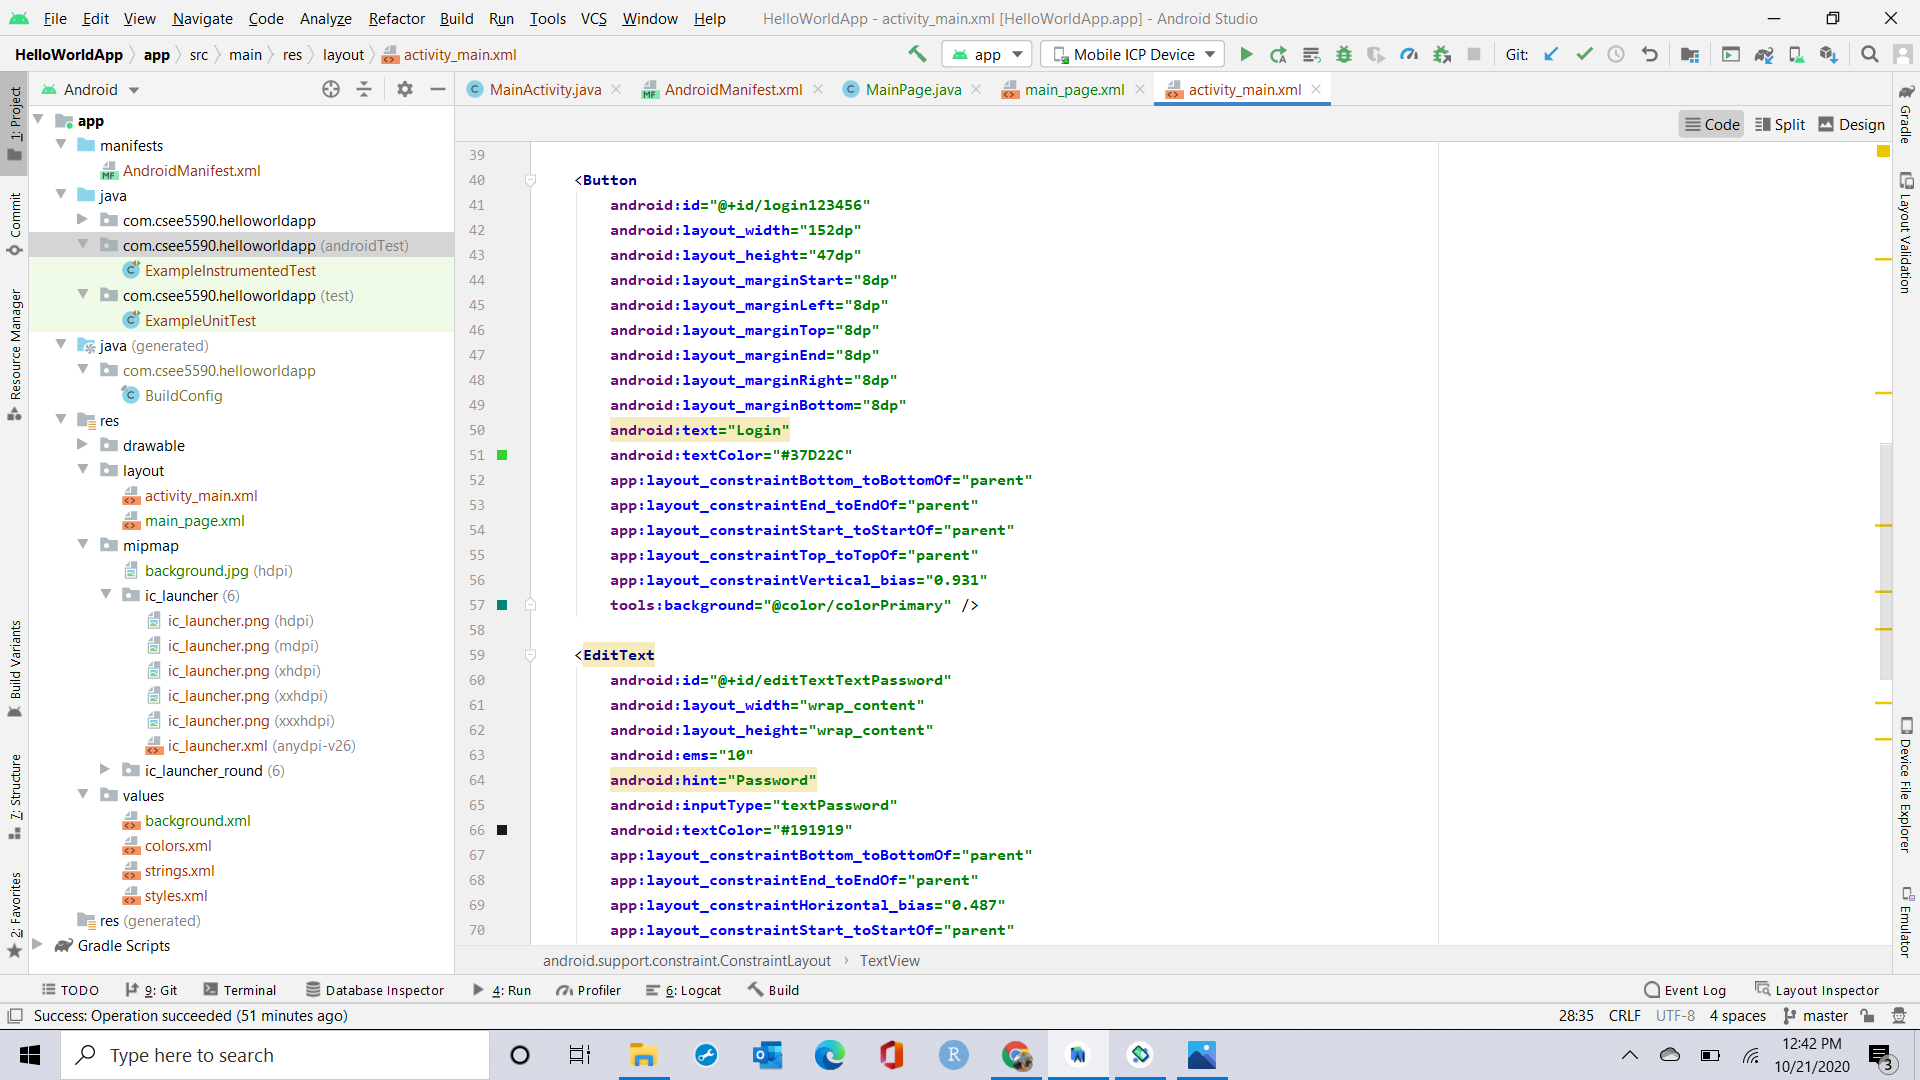 File Edit View Navigate Code Analyze Refactor Build Run Tools VCS Window Help HelloWorldApp - activity_main.xml [HelloWorldApp.app] - Android Studio
HelloWorldApp app src main res layout activity_main.xml app Mobile ICP Device Git:
Android
MainActivity.java AndroidManifest.xml MainPage.java main_page.xml activity_main.xml
Code Split Design
1: Project
Commit
Resource Manager
Build Variants
7: Structure
2: Favorites
app
manifests
MF AndroidManifest.xml
java
com.csee5590.helloworldapp
com.csee5590.helloworldapp (androidTest)
ExampleInstrumentedTest
com.csee5590.helloworldapp (test)
ExampleUnitTest
java (generated)
com.csee5590.helloworldapp
BuildConfig
res
drawable
layout
activity_main.xml
main_page.xml
mipmap
background.jpg (hdpi)
ic_launcher (6)
ic_launcher.png (hdpi)
ic_launcher.png (mdpi)
ic_launcher.png (xhdpi)
ic_launcher.png (xxhdpi)
ic_launcher.png (xxxhdpi)
ic_launcher.xml (anydpi-v26)
ic_launcher_round (6)
values
background.xml
colors.xml
strings.xml
styles.xml
res (generated)
Gradle Scripts
39
40 <Button
41 android:id="@+id/login123456"
42 android:layout_width="152dp"
43 android:layout_height="47dp"
44 android:layout_marginStart="8dp"
45 android:layout_marginLeft="8dp"
46 android:layout_marginTop="8dp"
47 android:layout_marginEnd="8dp"
48 android:layout_marginRight="8dp"
49 android:layout_marginBottom="8dp"
50 android:text="Login"
51 android:textColor="#37D22C"
52 app:layout_constraintBottom_toBottomOf="parent"
53 app:layout_constraintEnd_toEndOf="parent"
54 app:layout_constraintStart_toStartOf="parent"
55 app:layout_constraintTop_toTopOf="parent"
56 app:layout_constraintVertical_bias="0.931"
57 tools:background="@color/colorPrimary" />
58
59 <EditText
60 android:id="@+id/editTextTextPassword"
61 android:layout_width="wrap_content"
62 android:layout_height="wrap_content"
63 android:ems="10"
64 android:hint="Password"
65 android:inputType="textPassword"
66 android:textColor="#191919"
67 app:layout_constraintBottom_toBottomOf="parent"
68 app:layout_constraintEnd_toEndOf="parent"
69 app:layout_constraintHorizontal_bias="0.487"
70 app:layout_constraintStart_toStartOf="parent"
android.support.constraint.ConstraintLayout › TextView
Gradle
Layout Validation
Device File Explorer
Emulator
TODO 9: Git Terminal Database Inspector 4: Run Profiler 6: Logcat Build Event Log Layout Inspector
Success: Operation succeeded (51 minutes ago) 28:35 CRLF UTF-8 4 spaces master
Type here to search
12:42 PM
10/21/2020
3